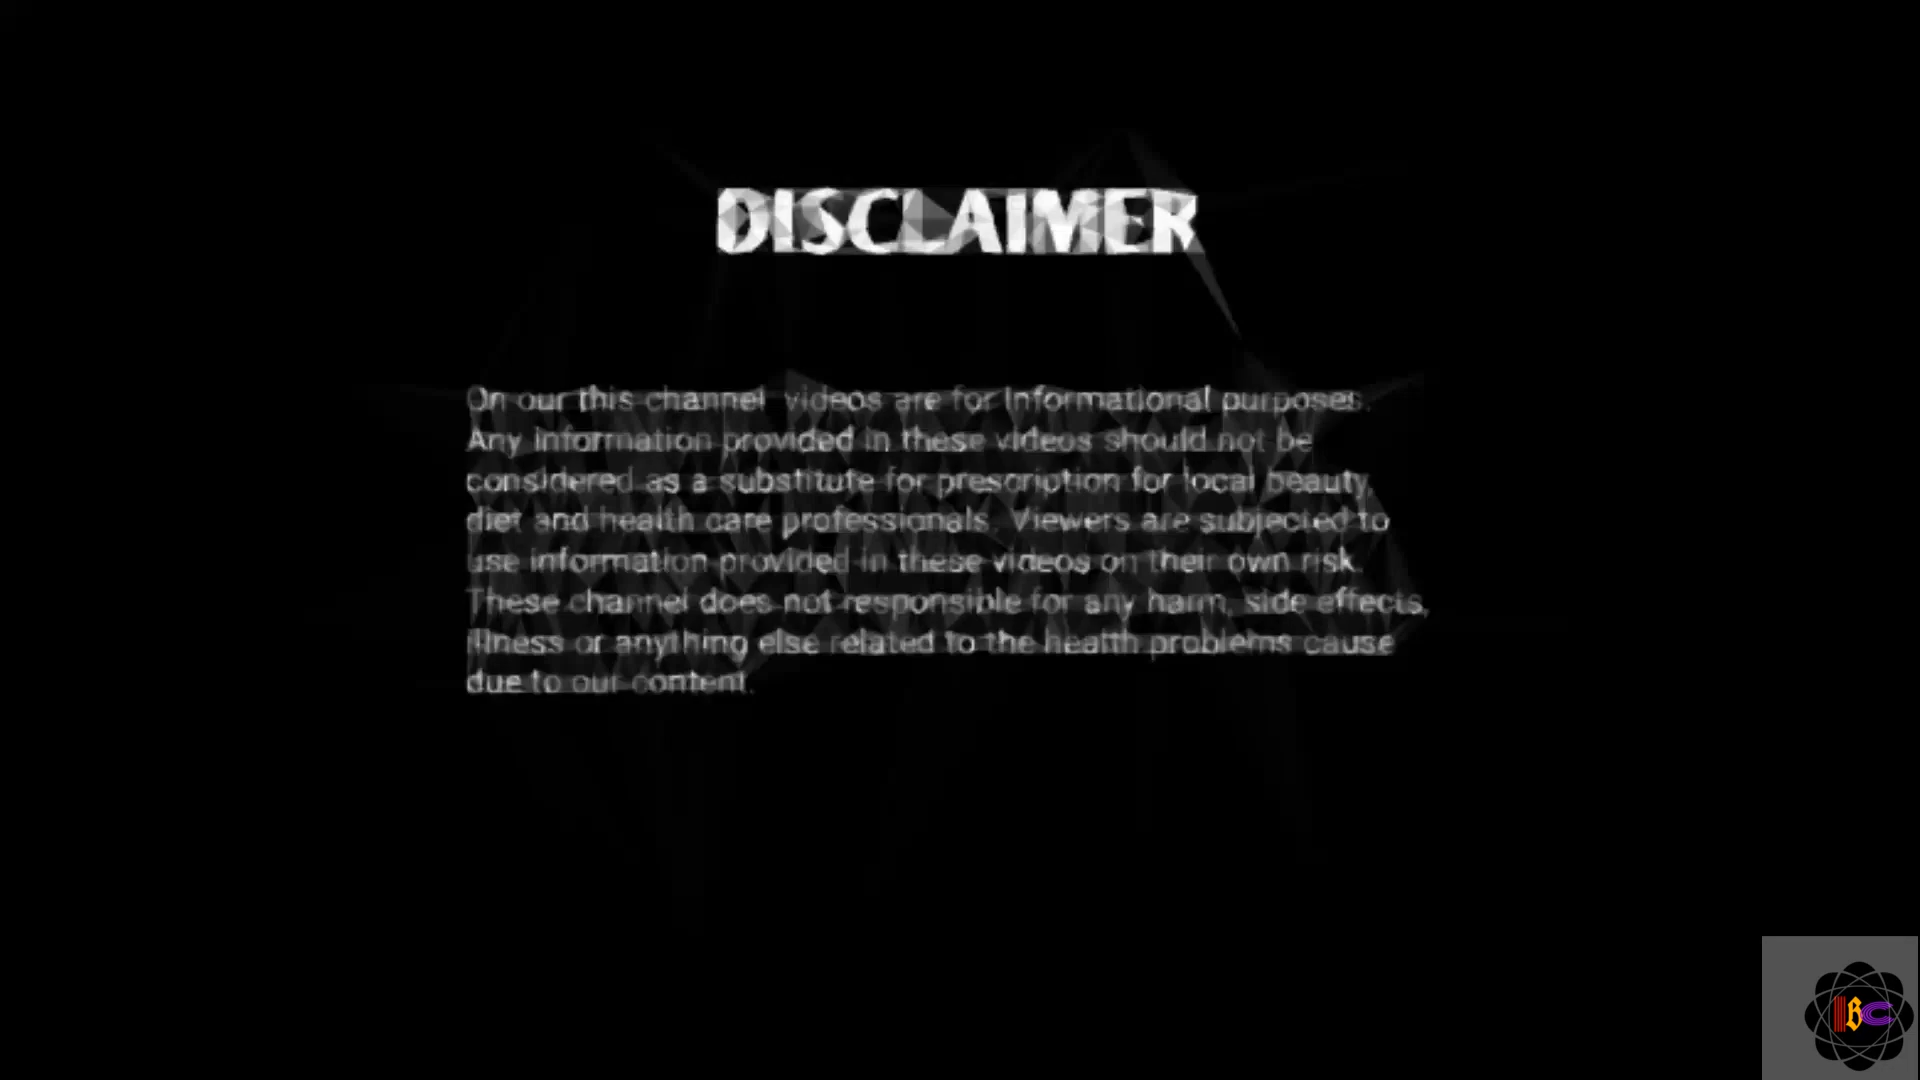 DISCLAIMER
On our this channel videos are for Informational purposes.
Any information provided in these videos should not be
considered as a substitute for prescription for local beauty,
diet and health care professionals. Viewers are subjected to
use information provided in these videos on their own risk.
These channel does not responsible for any harm, side effects,
illness or anything else related to the health problems cause
due to our content.
IBC